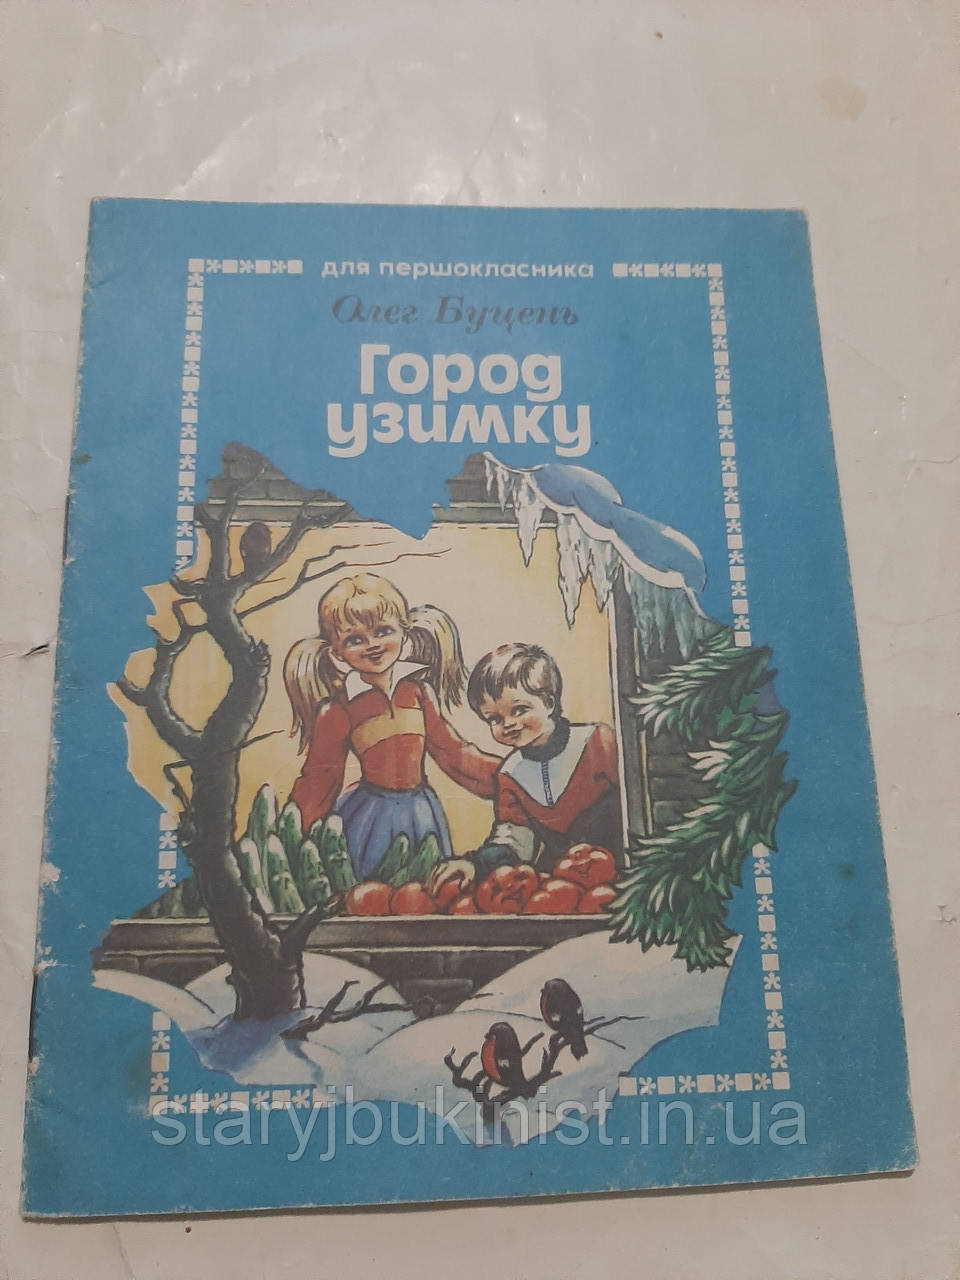 для першокласника
Олег Буцень
Город
узимку
staryjbukinist.in.ua